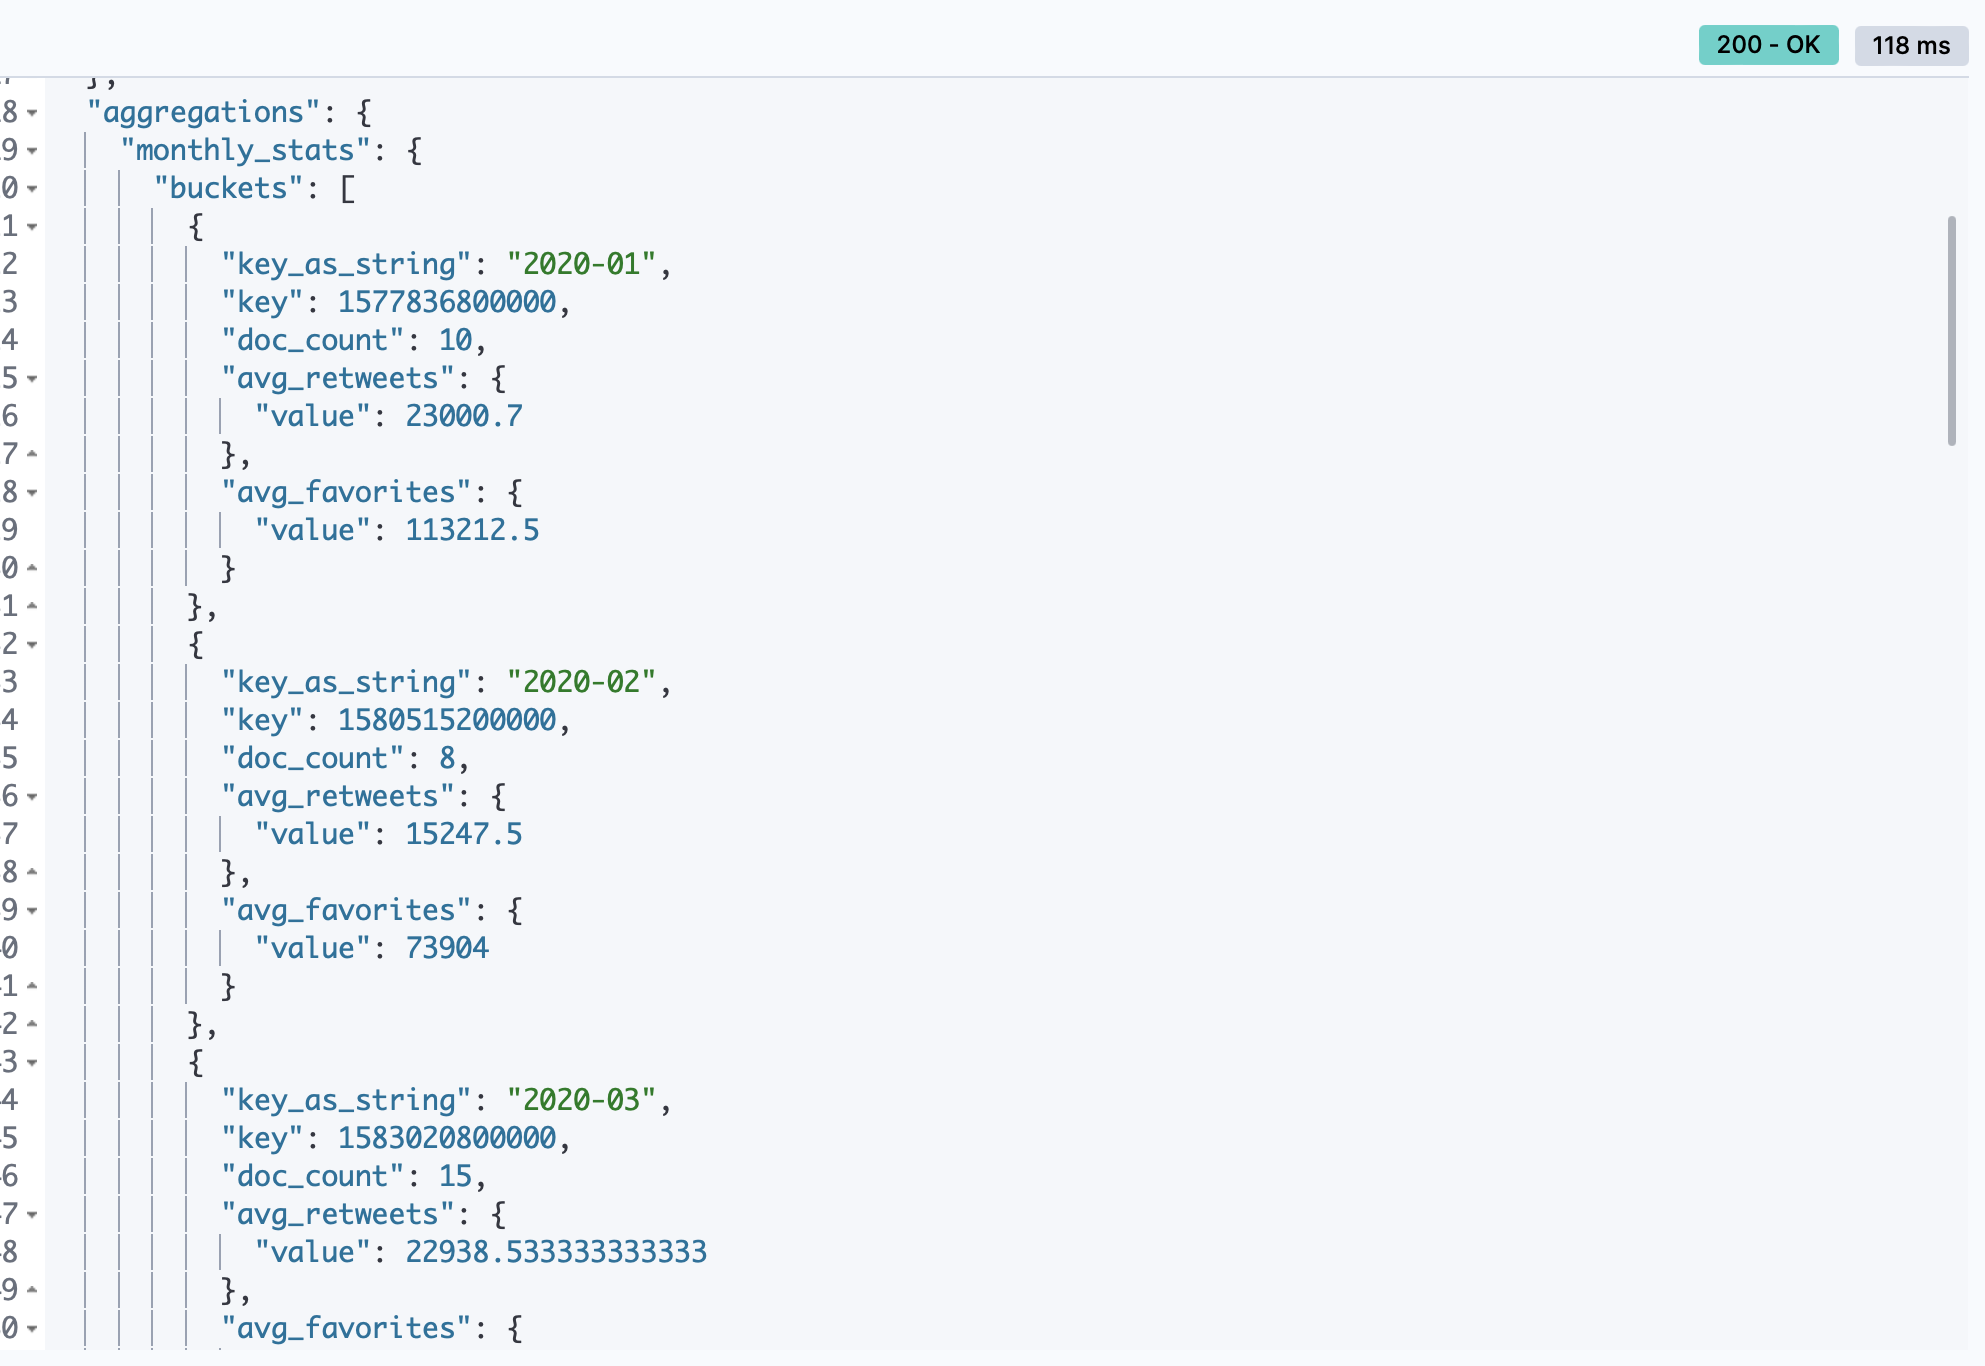 200 - OK 118 ms
},
8 "aggregations": {
9 "monthly_stats": {
0 "buckets": [
1 {
2 "key_as_string": "2020-01",
3 "key": 1577836800000,
4 "doc_count": 10,
5 "avg_retweets": {
6 "value": 23000.7
7 },
8 "avg_favorites": {
9 "value": 113212.5
0 }
1 },
2 {
3 "key_as_string": "2020-02",
4 "key": 1580515200000,
5 "doc_count": 8,
6 "avg_retweets": {
7 "value": 15247.5
8 },
9 "avg_favorites": {
0 "value": 73904
1 }
2 },
3 {
4 "key_as_string": "2020-03",
5 "key": 1583020800000,
6 "doc_count": 15,
7 "avg_retweets": {
8 "value": 22938.533333333333
9 },
0 "avg_favorites": {